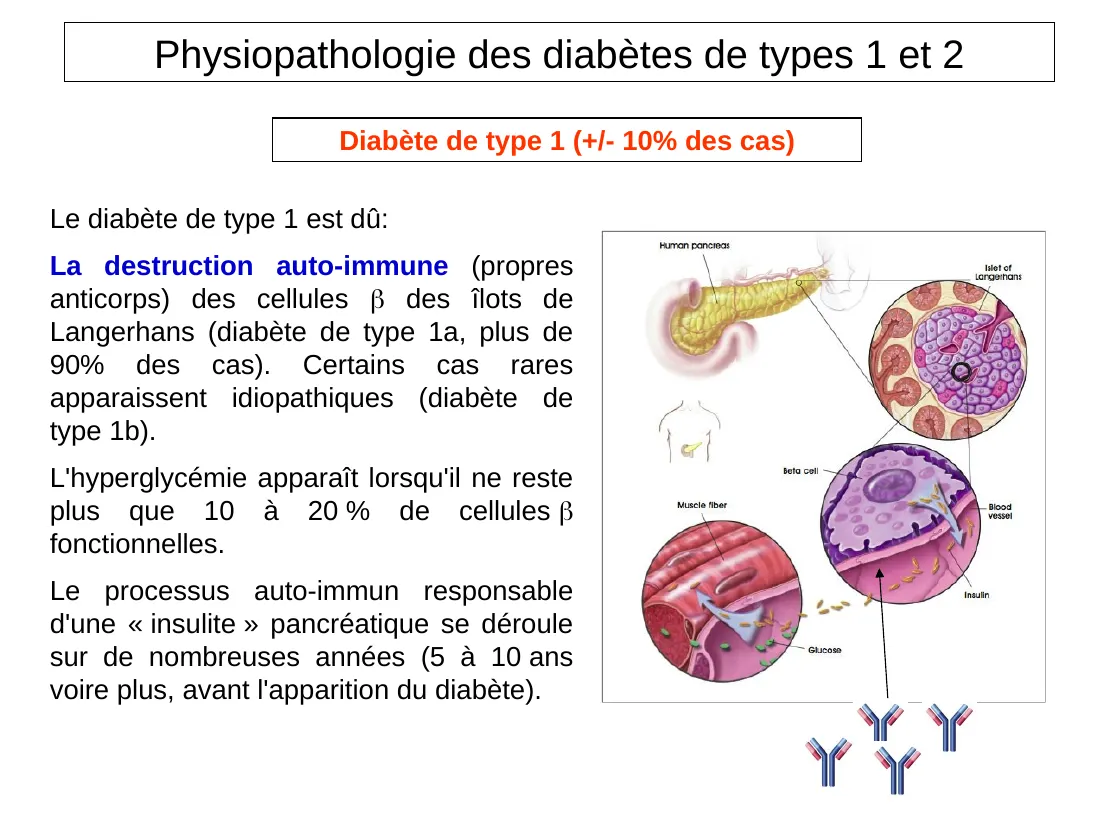 Physiopathologie des diabètes de types 1 et 2
Diabète de type 1 (+/- 10% des cas)
Le diabète de type 1 est dû:
La destruction auto-immune (propres
anticorps) des cellules β des îlots de
Langerhans (diabète de type 1a, plus de
90% des cas). Certains cas rares
apparaissent idiopathiques (diabète de
type 1b).
L'hyperglycémie apparaît lorsqu'il ne reste
plus que 10 à 20 % de cellules β
fonctionnelles.
Le processus auto-immun responsable
d'une « insulite » pancréatique se déroule
sur de nombreuses années (5 à 10 ans
voire plus, avant l'apparition du diabète).
Human pancreas
Islet of
Langerhans
Beta cell
Muscle fiber
Blood
vessel
Insulin
Glucose